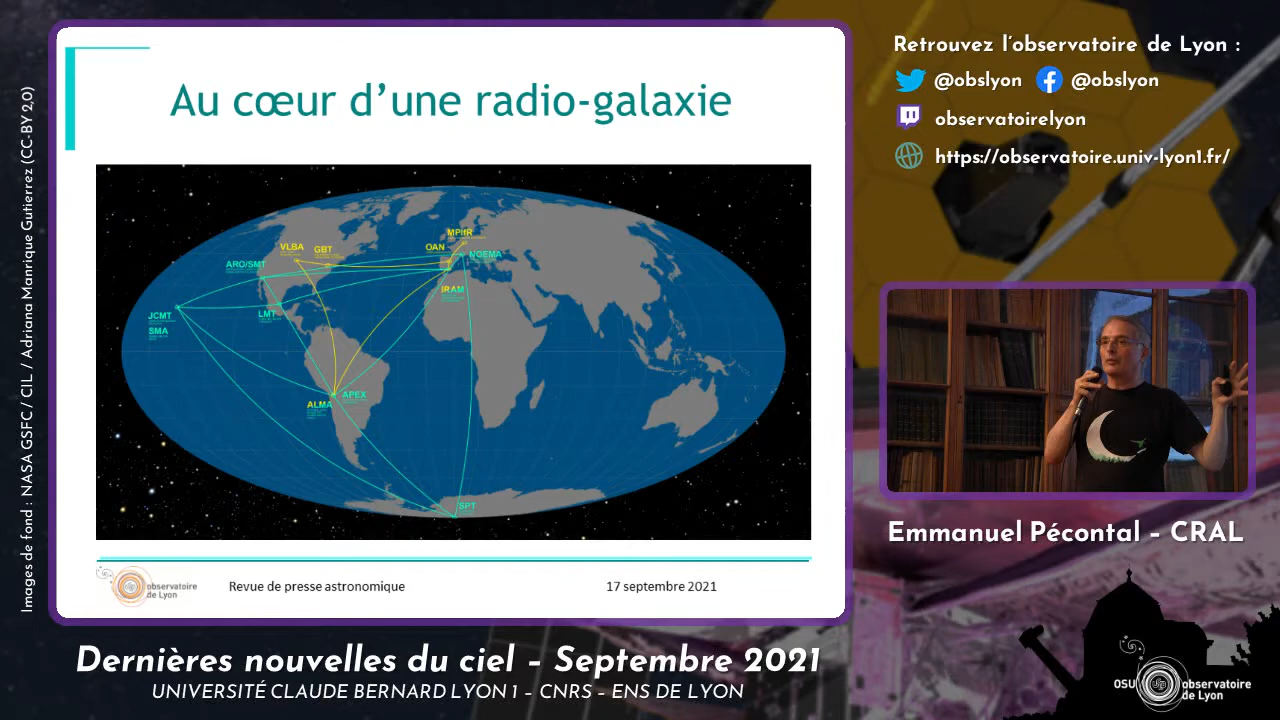 Images de fond : NASA GSFC / CIL / Adriana Manrique Gutierrez (CC-BY 2.0)
Au cœur d'une radio-galaxie
MPIfR
OAN
NOEMA
VLBA
GBT
ARO/SMT
IRAM
JCMT
LMT
SMA
APEX
ALMA
SPT
observatoire
de Lyon
Revue de presse astronomique
17 septembre 2021
Dernières nouvelles du ciel – Septembre 2021
UNIVERSITÉ CLAUDE BERNARD LYON 1 – CNRS – ENS DE LYON
Retrouvez l'observatoire de Lyon :
@obslyon
@obslyon
observatoirelyon
https://observatoire.univ-lyon1.fr/
Emmanuel Pécontal – CRAL
OSU
observatoire
de Lyon